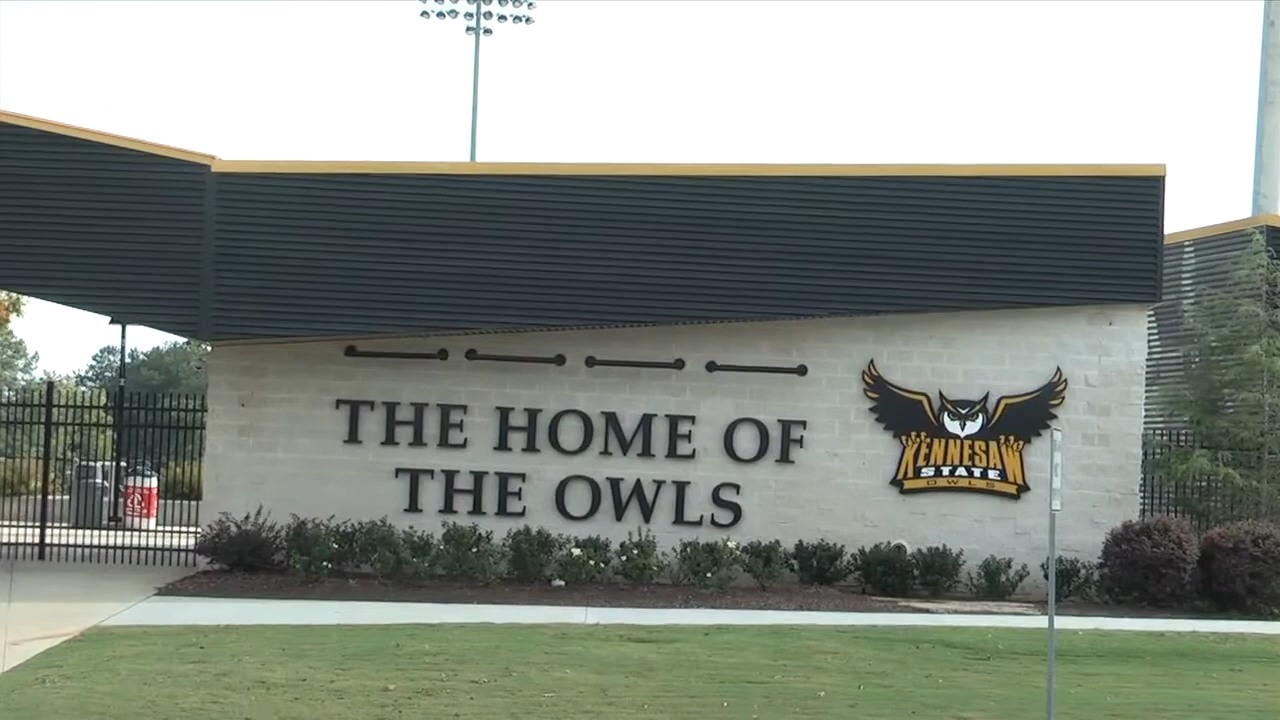 THE HOME OF
THE OWLS
KENNESAW
STATE
OWLS